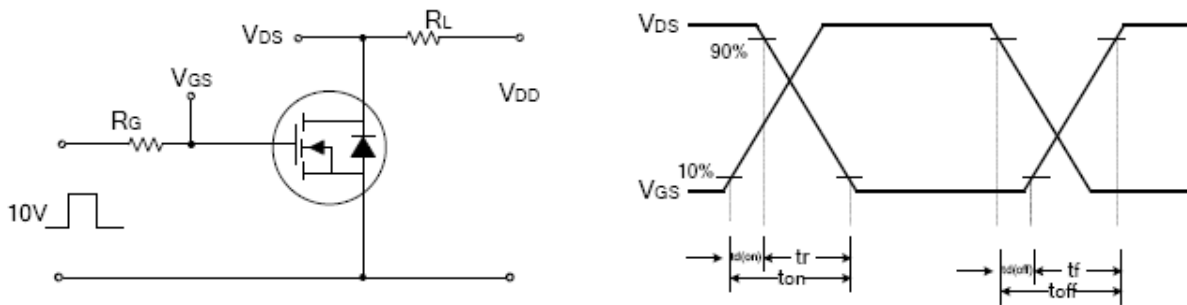 VDS
RL
VGS
VDD
RG
10V
VDS
90%
10%
VGS
td(on)
tr
ton
td(off)
tf
toff